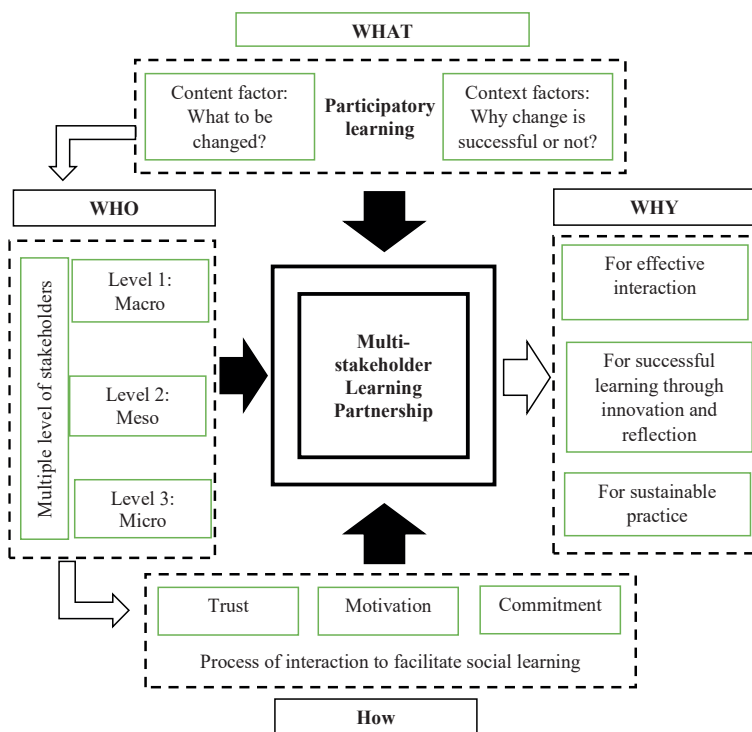 WHAT
Content factor:
What to be
changed?
Participatory
learning
Context factors:
Why change is
successful or not?
WHO
Multiple level of stakeholders
Level 1:
Macro
Level 2:
Meso
Level 3:
Micro
Multi-
stakeholder
Learning
Partnership
WHY
For effective
interaction
For successful
learning through
innovation and
reflection
For sustainable
practice
Trust
Motivation
Commitment
Process of interaction to facilitate social learning
How